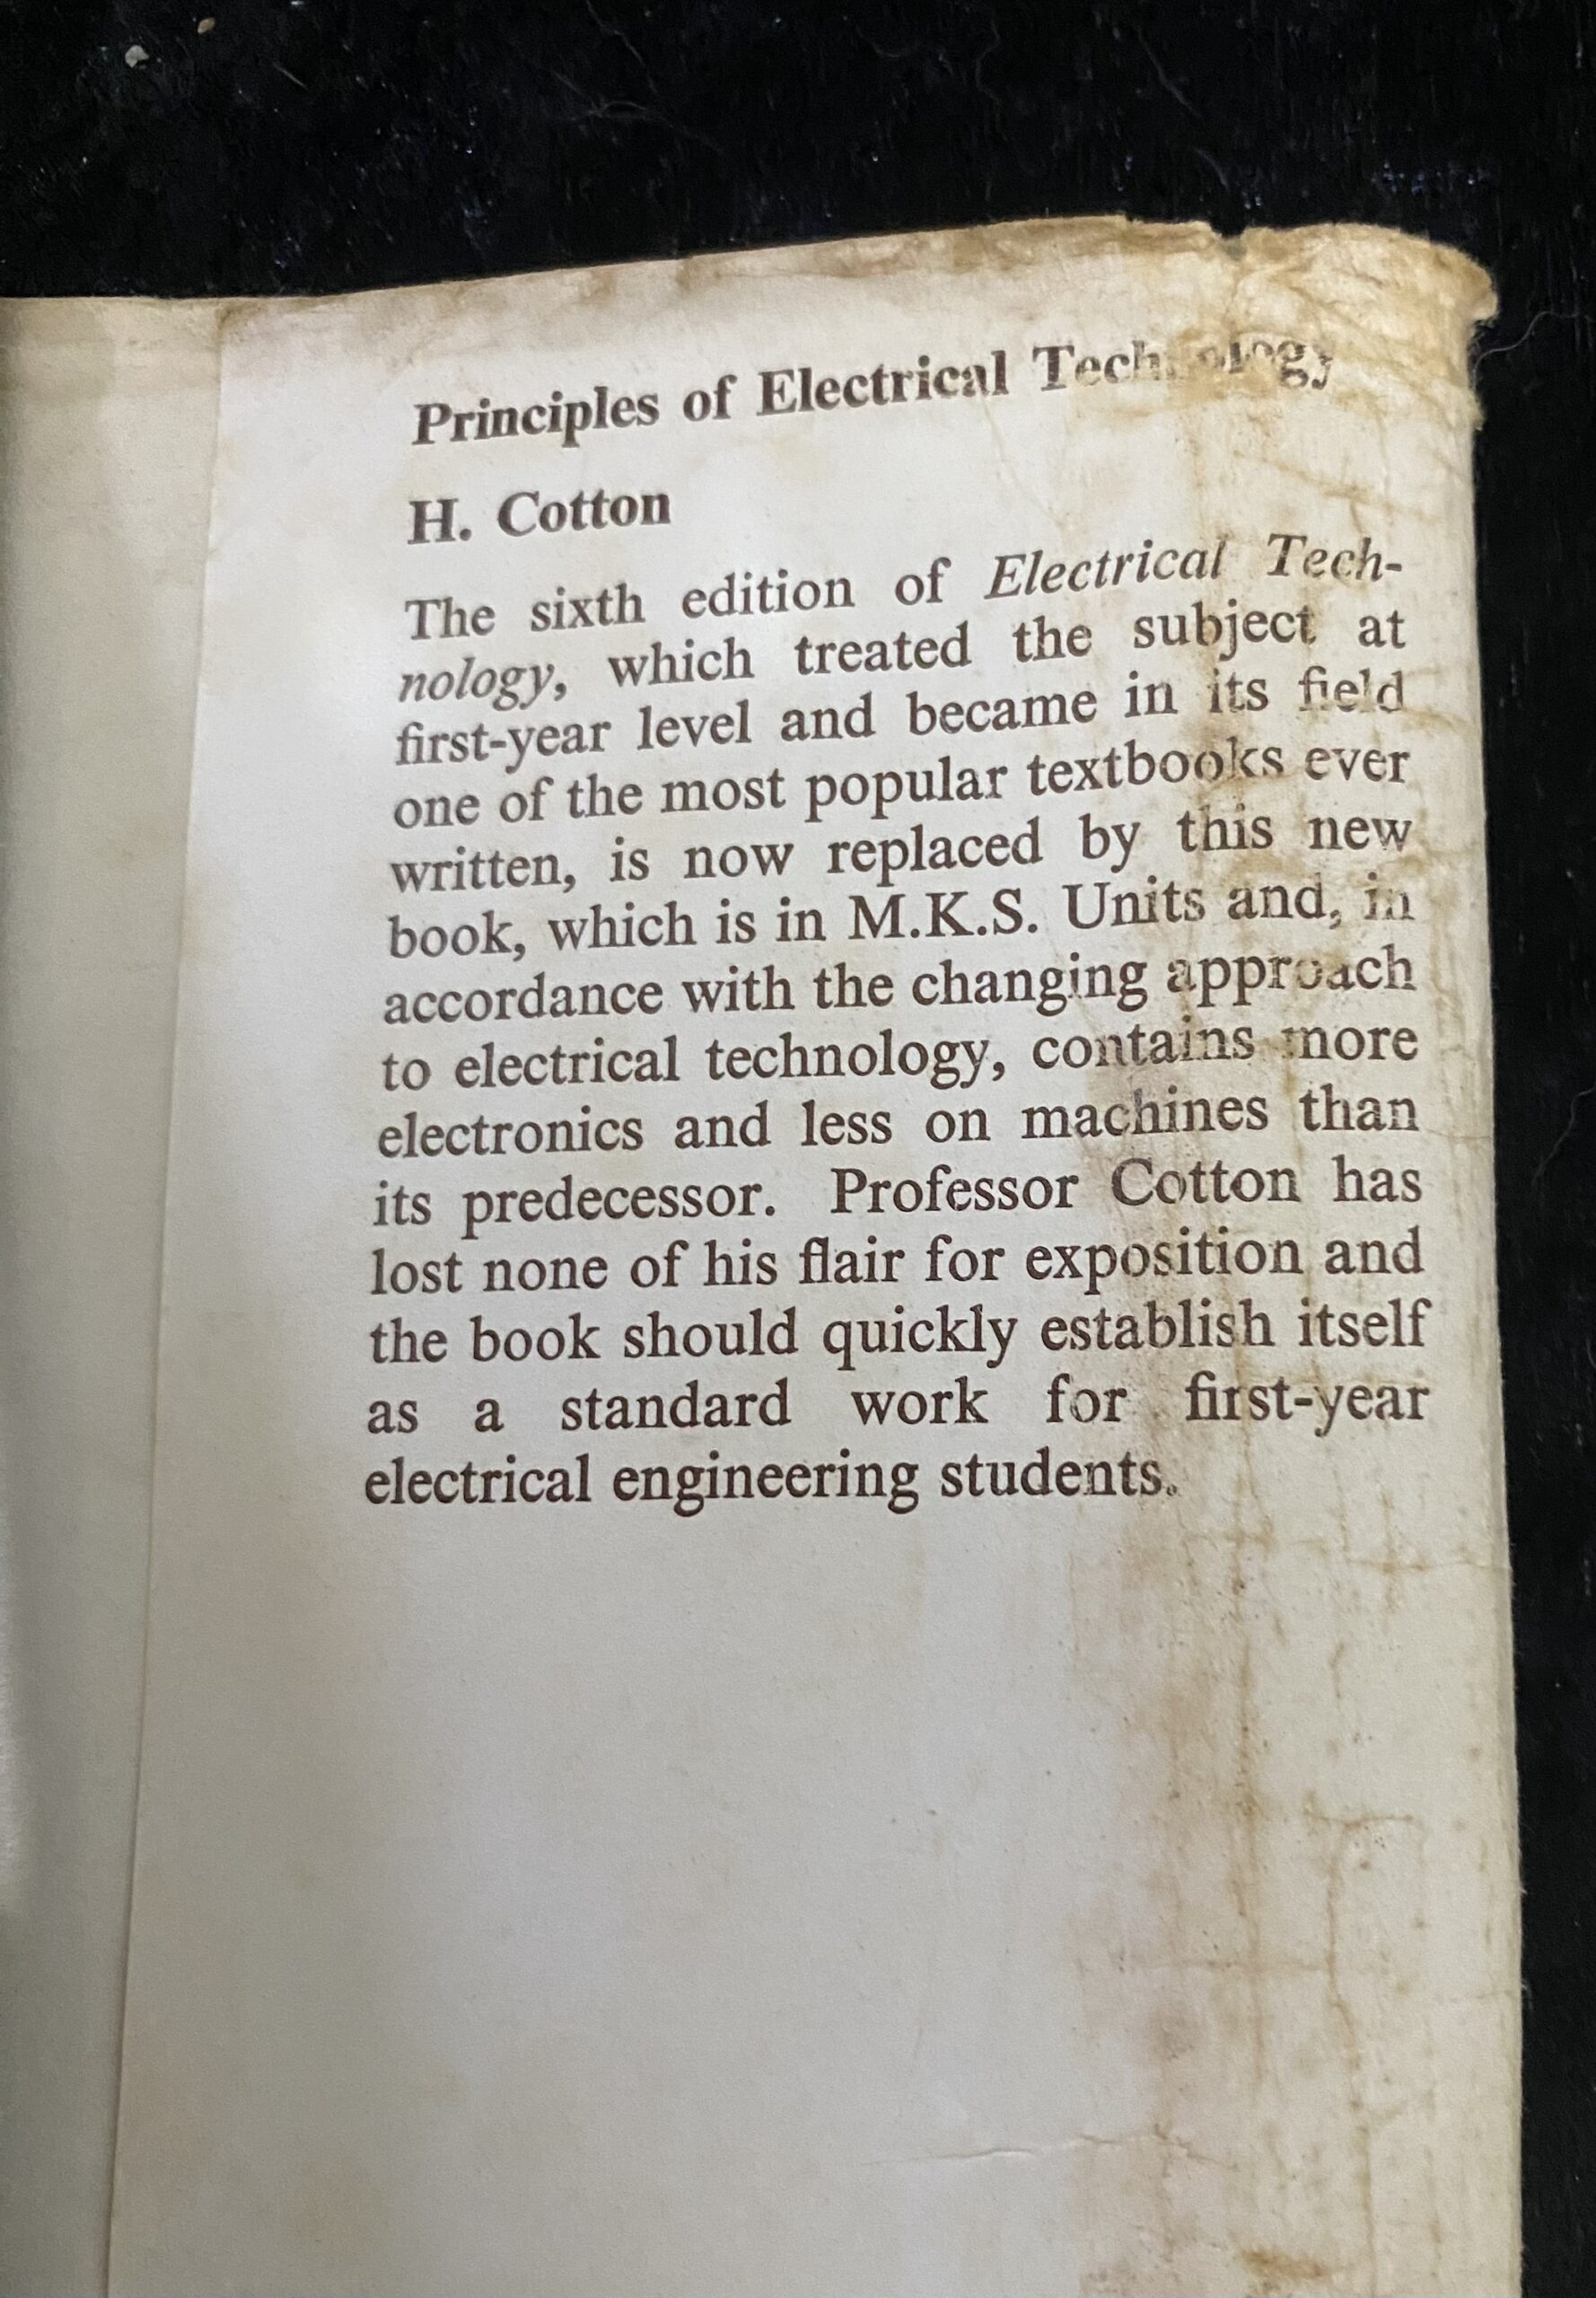 Principles of Electrical Technology
H. Cotton
The sixth edition of Electrical Tech-
nology, which treated the subject at
first-year level and became in its field
one of the most popular textbooks ever
written, is now replaced by this new
book, which is in M.K.S. Units and, in
accordance with the changing approach
to electrical technology, contains more
electronics and less on machines than
its predecessor. Professor Cotton has
lost none of his flair for exposition and
the book should quickly establish itself
as a standard work for first-year
electrical engineering students.